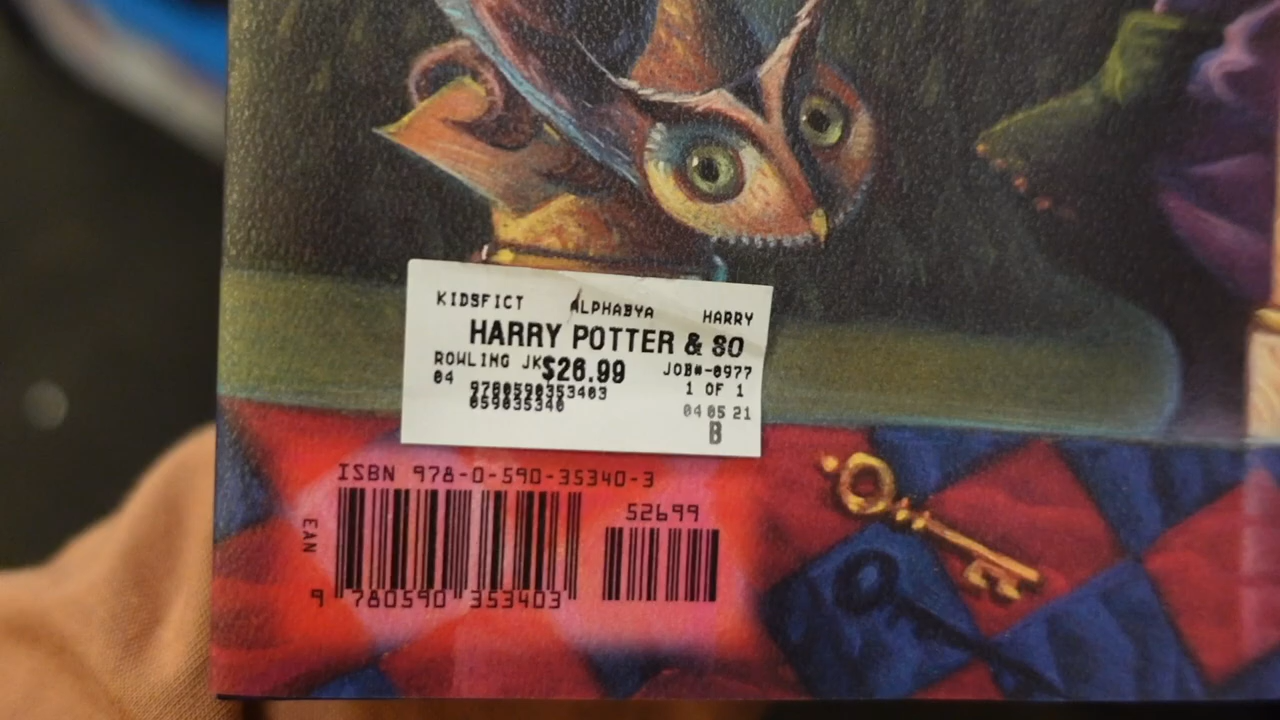 KIDSFICT ALPHABYA HARRY
HARRY POTTER & SO
ROWLING JK $26.99 JOB#-0977
04 9780590353403 1 OF 1
059035340 04 05 21
B
ISBN 978-0-590-35340-3
52699
EAN
9 780590 353403